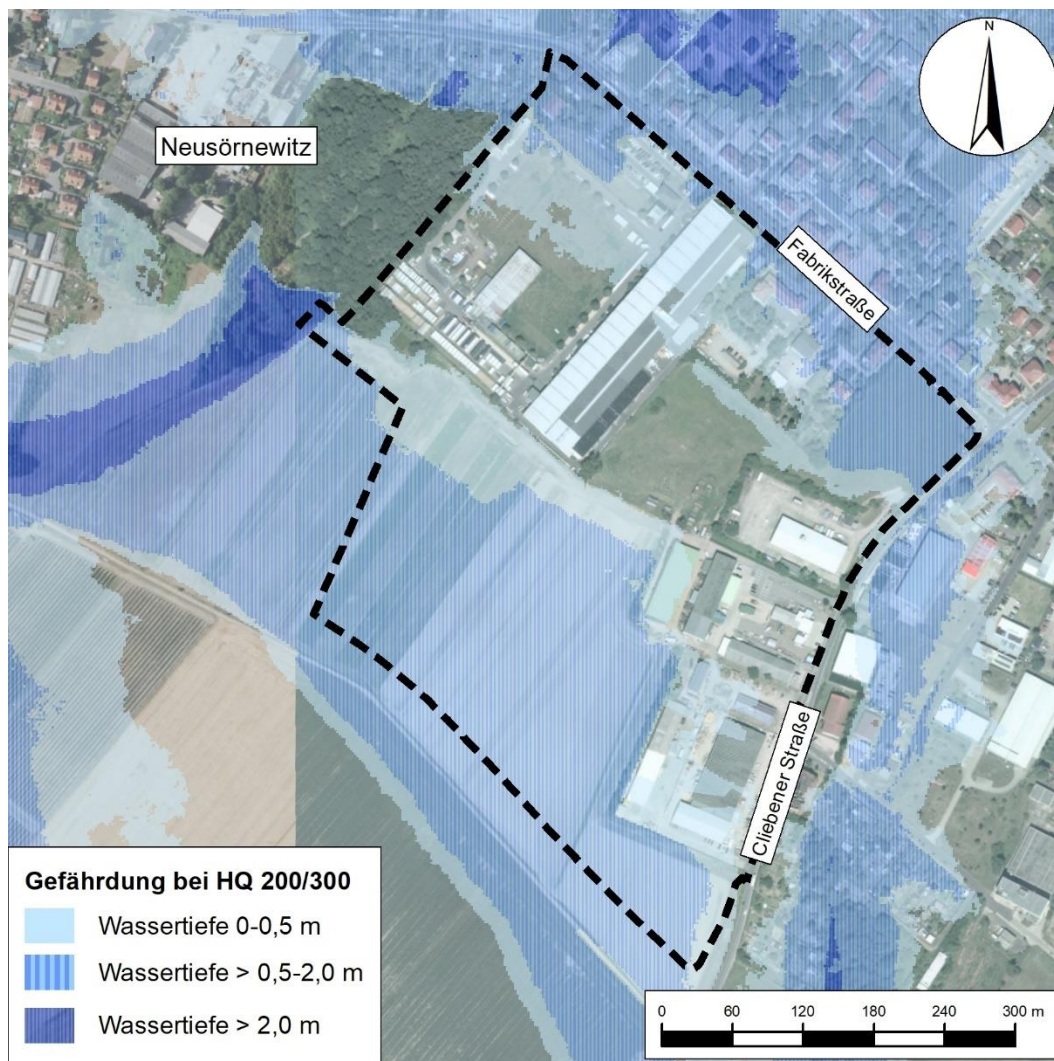 N
Neusörnewitz
Fabrikstraße
Cliebener Straße
Gefährdung bei HQ 200/300
Wassertiefe 0-0,5 m
Wassertiefe > 0,5-2,0 m
Wassertiefe > 2,0 m
0 60 120 180 240 300 m